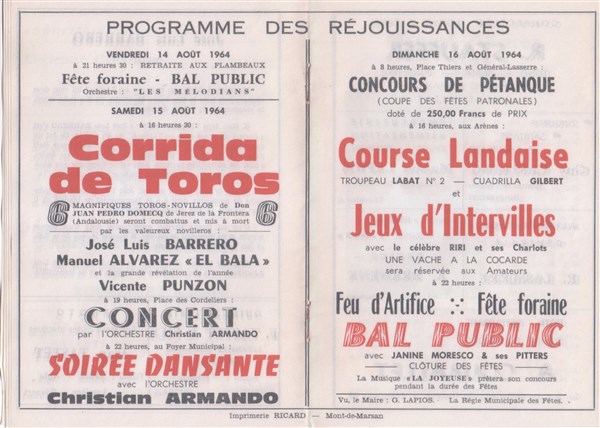 PROGRAMME DES RÉJOUISSANCES
VENDREDI 14 AOÛT 1964
à 21 heures 30 : RETRAITE AUX FLAMBEAUX
Fête foraine - BAL PUBLIC
Orchestre : "LES MÉLODIANS"
SAMEDI 15 AOÛT 1964
à 16 heures 30 :
Corrida
de Toros
6 MAGNIFIQUES TOROS-NOVILLOS de Don
JUAN PEDRO DOMECQ de Jerez de la Frontera
(Andalousie) seront combattus et mis à mort 6
par les valeureux novilleros :
José Luis BARRERO
Manuel ALVAREZ « EL BALA »
et la grande révélation de l'année
Vicente PUNZON
à 19 heures, Place des Cordeliers :
CONCERT
par l'ORCHESTRE Christian ARMANDO
à 22 heures, au Foyer Municipal :
SOIRÉE DANSANTE
avec l'ORCHESTRE
Christian ARMANDO
DIMANCHE 16 AOÛT 1964
à 8 heures, Place Thiers et Général-Lasserre :
CONCOURS DE PÉTANQUE
(COUPE DES FÊTES PATRONALES)
doté de 250,00 Francs de PRIX
à 16 heures, aux Arènes :
Course Landaise
TROUPEAU LABAT N° 2 — CUADRILLA GILBERT
et
Jeux d'Intervilles
avec le célèbre RIRI et ses Charlots
UNE VACHE A LA COCARDE
sera réservée aux Amateurs
à 22 heures :
Feu d'Artifice Fête foraine
BAL PUBLIC
avec JANINE MORESCO & ses PITTERS
— CLÔTURE DES FÊTES —
La Musique «LA JOYEUSE» prêtera son concours
pendant la durée des Fêtes
Vu, le Maire : G. LAPIOS. - La Régie Municipale des Fêtes.
Imprimerie RICARD — Mont-de-Marsan